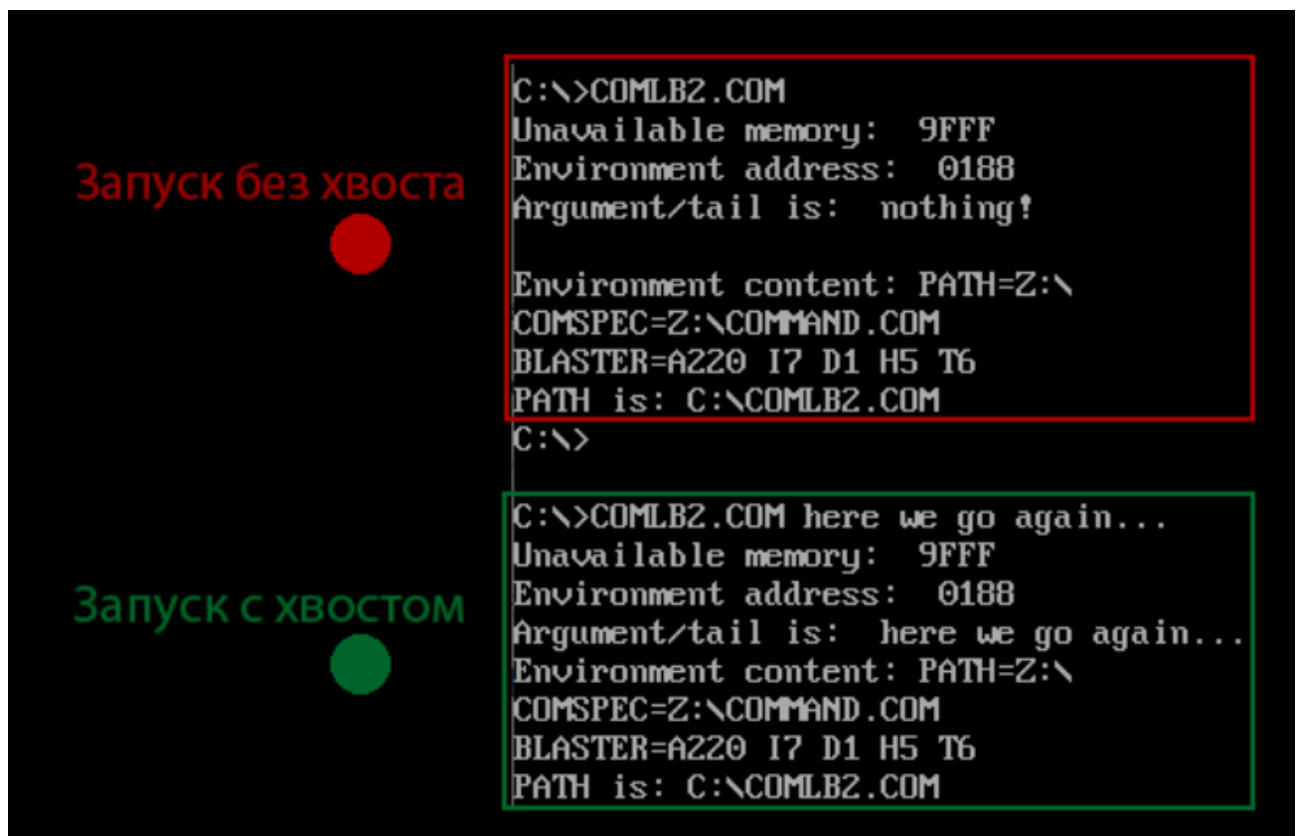 C:\>COMLB2.COM
Unavailable memory:  9FFF
Environment address:  0188
Запуск без хвоста
Argument/tail is:  nothing!
Environment content: PATH=Z:\
COMSPEC=Z:\COMMAND.COM
BLASTER=A220 I7 D1 H5 T6
PATH is: C:\COMLB2.COM
C:\>
C:\>COMLB2.COM here we go again...
Unavailable memory:  9FFF
Environment address:  0188
Запуск с хвостом
Argument/tail is:  here we go again...
Environment content: PATH=Z:\
COMSPEC=Z:\COMMAND.COM
BLASTER=A220 I7 D1 H5 T6
PATH is: C:\COMLB2.COM